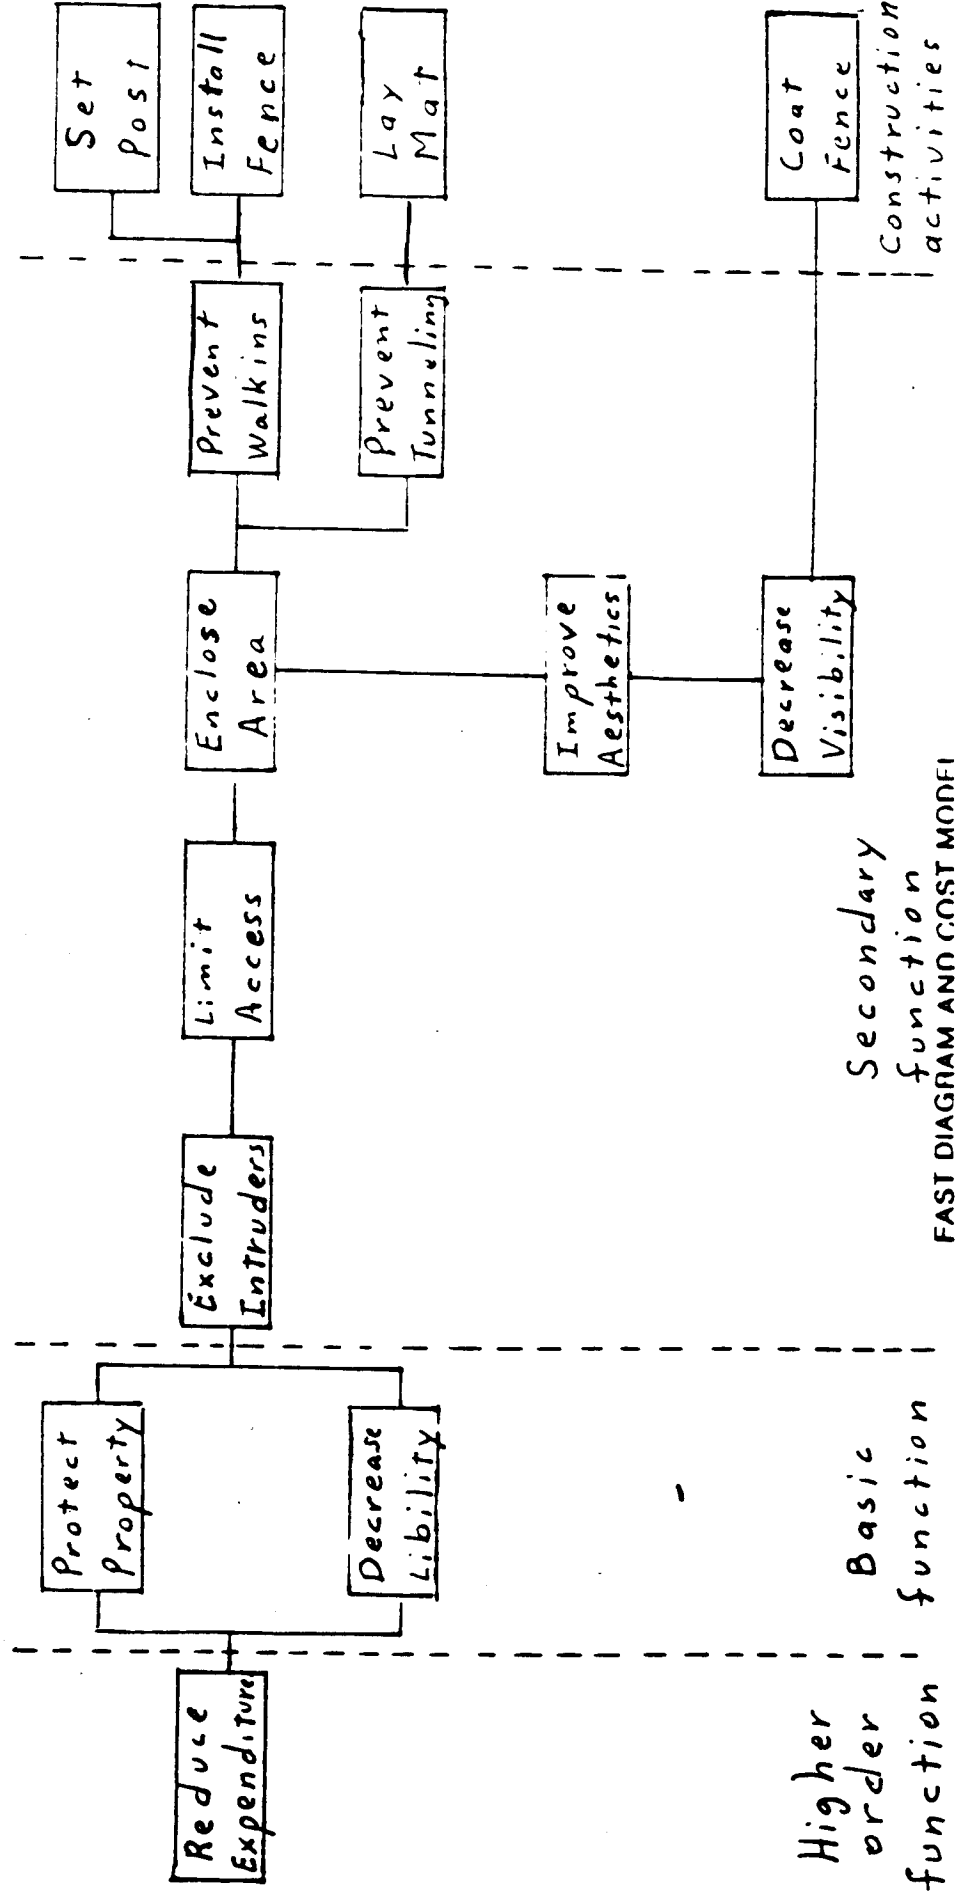 Reduce
Expenditure
Protect
Property
Decrease
Libility
Exclude
Intruders
Limit
Access
Enclose
Area
Improve
Aesthetics
Decrease
Visibility
Prevent
Walkins
Prevent
Tunneling
Set
Post
Install
Fence
Lay
Mat
Coat
Fence
Higher
order
function
Basic
function
Secondary
function
Construction
activities
FAST DIAGRAM AND COST MODEL